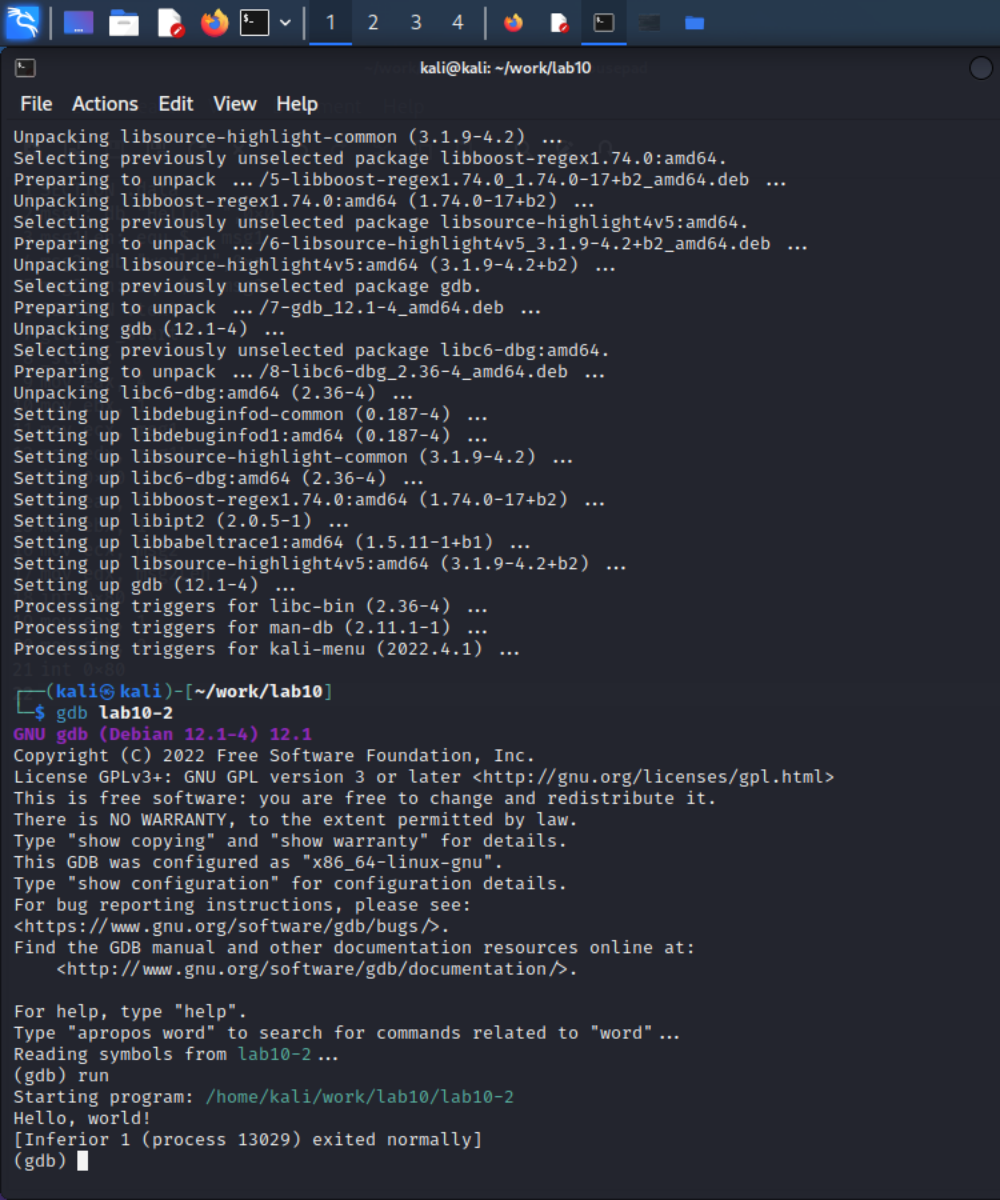 1 2 3 4
kali@kali: ~/work/lab10
File Actions Edit View Help
Unpacking libsource-highlight-common (3.1.9-4.2) ...
Selecting previously unselected package libboost-regex1.74.0:amd64.
Preparing to unpack .../5-libboost-regex1.74.0_1.74.0-17+b2_amd64.deb ...
Unpacking libboost-regex1.74.0:amd64 (1.74.0-17+b2) ...
Selecting previously unselected package libsource-highlight4v5:amd64.
Preparing to unpack .../6-libsource-highlight4v5_3.1.9-4.2+b2_amd64.deb ...
Unpacking libsource-highlight4v5:amd64 (3.1.9-4.2+b2) ...
Selecting previously unselected package gdb.
Preparing to unpack .../7-gdb_12.1-4_amd64.deb ...
Unpacking gdb (12.1-4) ...
Selecting previously unselected package libc6-dbg:amd64.
Preparing to unpack .../8-libc6-dbg_2.36-4_amd64.deb ...
Unpacking libc6-dbg:amd64 (2.36-4) ...
Setting up libdebuginfod-common (0.187-4) ...
Setting up libdebuginfod1:amd64 (0.187-4) ...
Setting up libsource-highlight-common (3.1.9-4.2) ...
Setting up libc6-dbg:amd64 (2.36-4) ...
Setting up libboost-regex1.74.0:amd64 (1.74.0-17+b2) ...
Setting up libipt2 (2.0.5-1) ...
Setting up libbabeltrace1:amd64 (1.5.11-1+b1) ...
Setting up libsource-highlight4v5:amd64 (3.1.9-4.2+b2) ...
Setting up gdb (12.1-4) ...
Processing triggers for libc-bin (2.36-4) ...
Processing triggers for man-db (2.11.1-1) ...
Processing triggers for kali-menu (2022.4.1) ...
21 int 0×80
┌──(kali㉿kali)-[~/work/lab10]
└─$ gdb lab10-2
GNU gdb (Debian 12.1-4) 12.1
Copyright (C) 2022 Free Software Foundation, Inc.
License GPLv3+: GNU GPL version 3 or later <http://gnu.org/licenses/gpl.html>
This is free software: you are free to change and redistribute it.
There is NO WARRANTY, to the extent permitted by law.
Type "show copying" and "show warranty" for details.
This GDB was configured as "x86_64-linux-gnu".
Type "show configuration" for configuration details.
For bug reporting instructions, please see:
<https://www.gnu.org/software/gdb/bugs/>.
Find the GDB manual and other documentation resources online at:
    <http://www.gnu.org/software/gdb/documentation/>.
For help, type "help".
Type "apropos word" to search for commands related to "word"...
Reading symbols from lab10-2...
(gdb) run
Starting program: /home/kali/work/lab10/lab10-2
Hello, world!
[Inferior 1 (process 13029) exited normally]
(gdb)